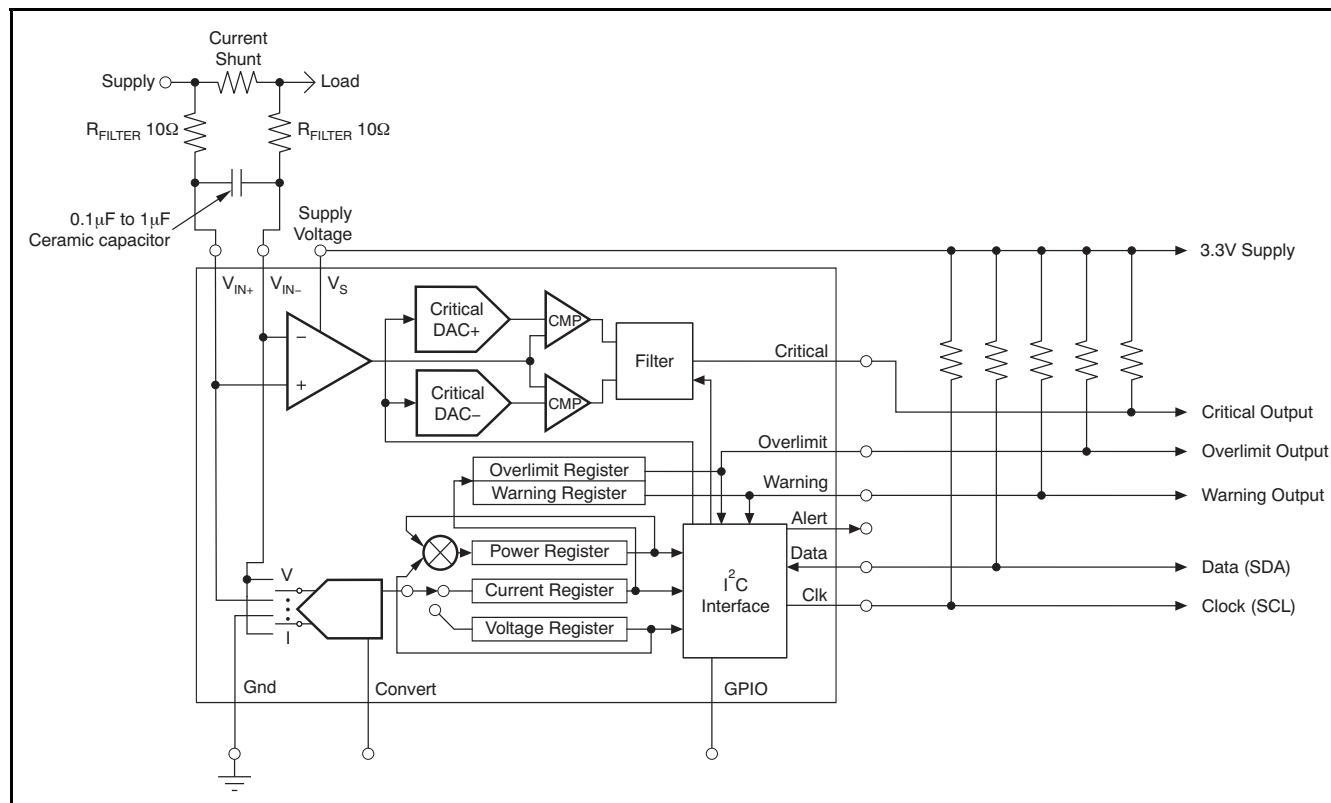 Current
Shunt
Supply
Load
R_FILTER 10Ω
R_FILTER 10Ω
0.1μF to 1μF
Ceramic capacitor
Supply
Voltage
3.3V Supply
V_IN+
V_IN−
V_S
Critical
DAC+
CMP
−
+
Filter
Critical
Critical
DAC−
CMP
Critical Output
Overlimit
Overlimit Output
Overlimit Register
Warning Register
Warning
Warning Output
Alert
Power Register
Data
Data (SDA)
I²C
Interface
V
Current Register
Clk
Clock (SCL)
I
Voltage Register
Gnd
Convert
GPIO